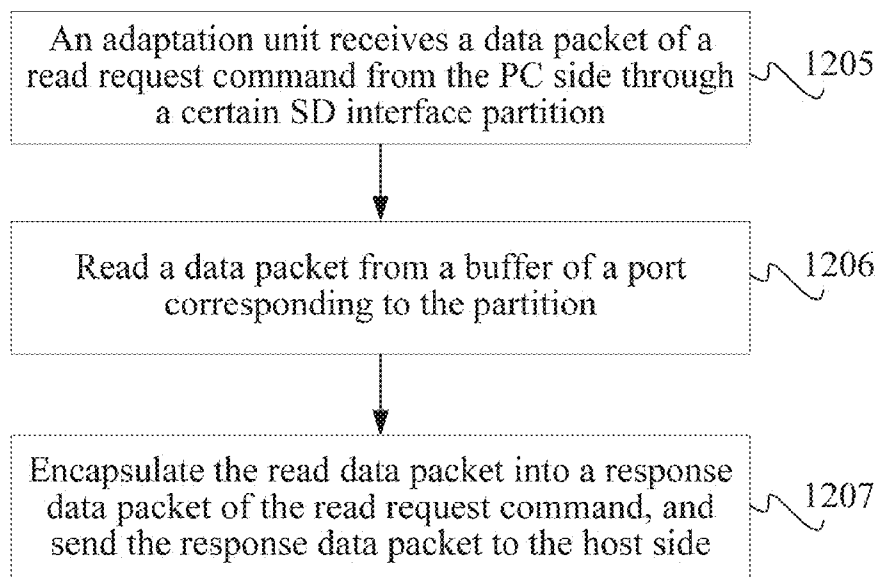 An adaptation unit receives a data packet of a
read request command from the PC side through
a certain SD interface partition
1205
Read a data packet from a buffer of a port
corresponding to the partition
1206
Encapsulate the read data packet into a response
data packet of the read request command, and
send the response data packet to the host side
1207